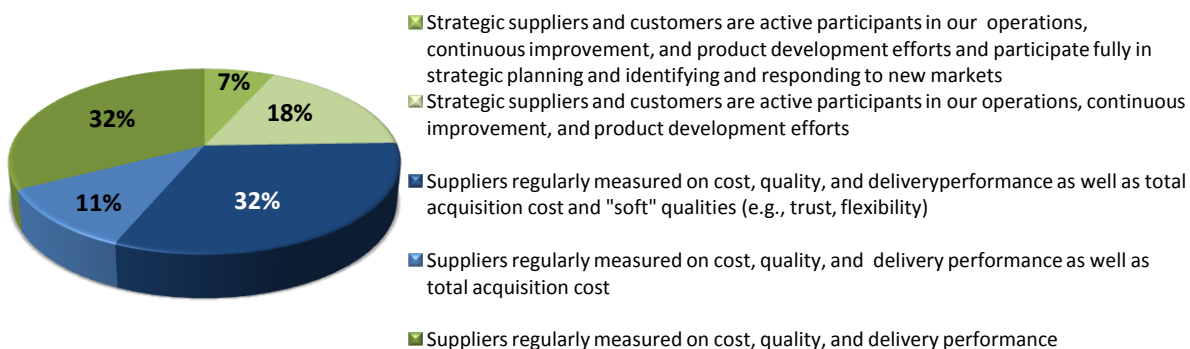 7%
18%
32%
11%
32%
Strategic suppliers and customers are active participants in our operations,
continuous improvement, and product development efforts and participate fully in
strategic planning and identifying and responding to new markets
Strategic suppliers and customers are active participants in our operations, continuous
improvement, and product development efforts
Suppliers regularly measured on cost, quality, and deliveryperformance as well as total
acquisition cost and "soft" qualities (e.g., trust, flexibility)
Suppliers regularly measured on cost, quality, and delivery performance as well as
total acquisition cost
Suppliers regularly measured on cost, quality, and delivery performance